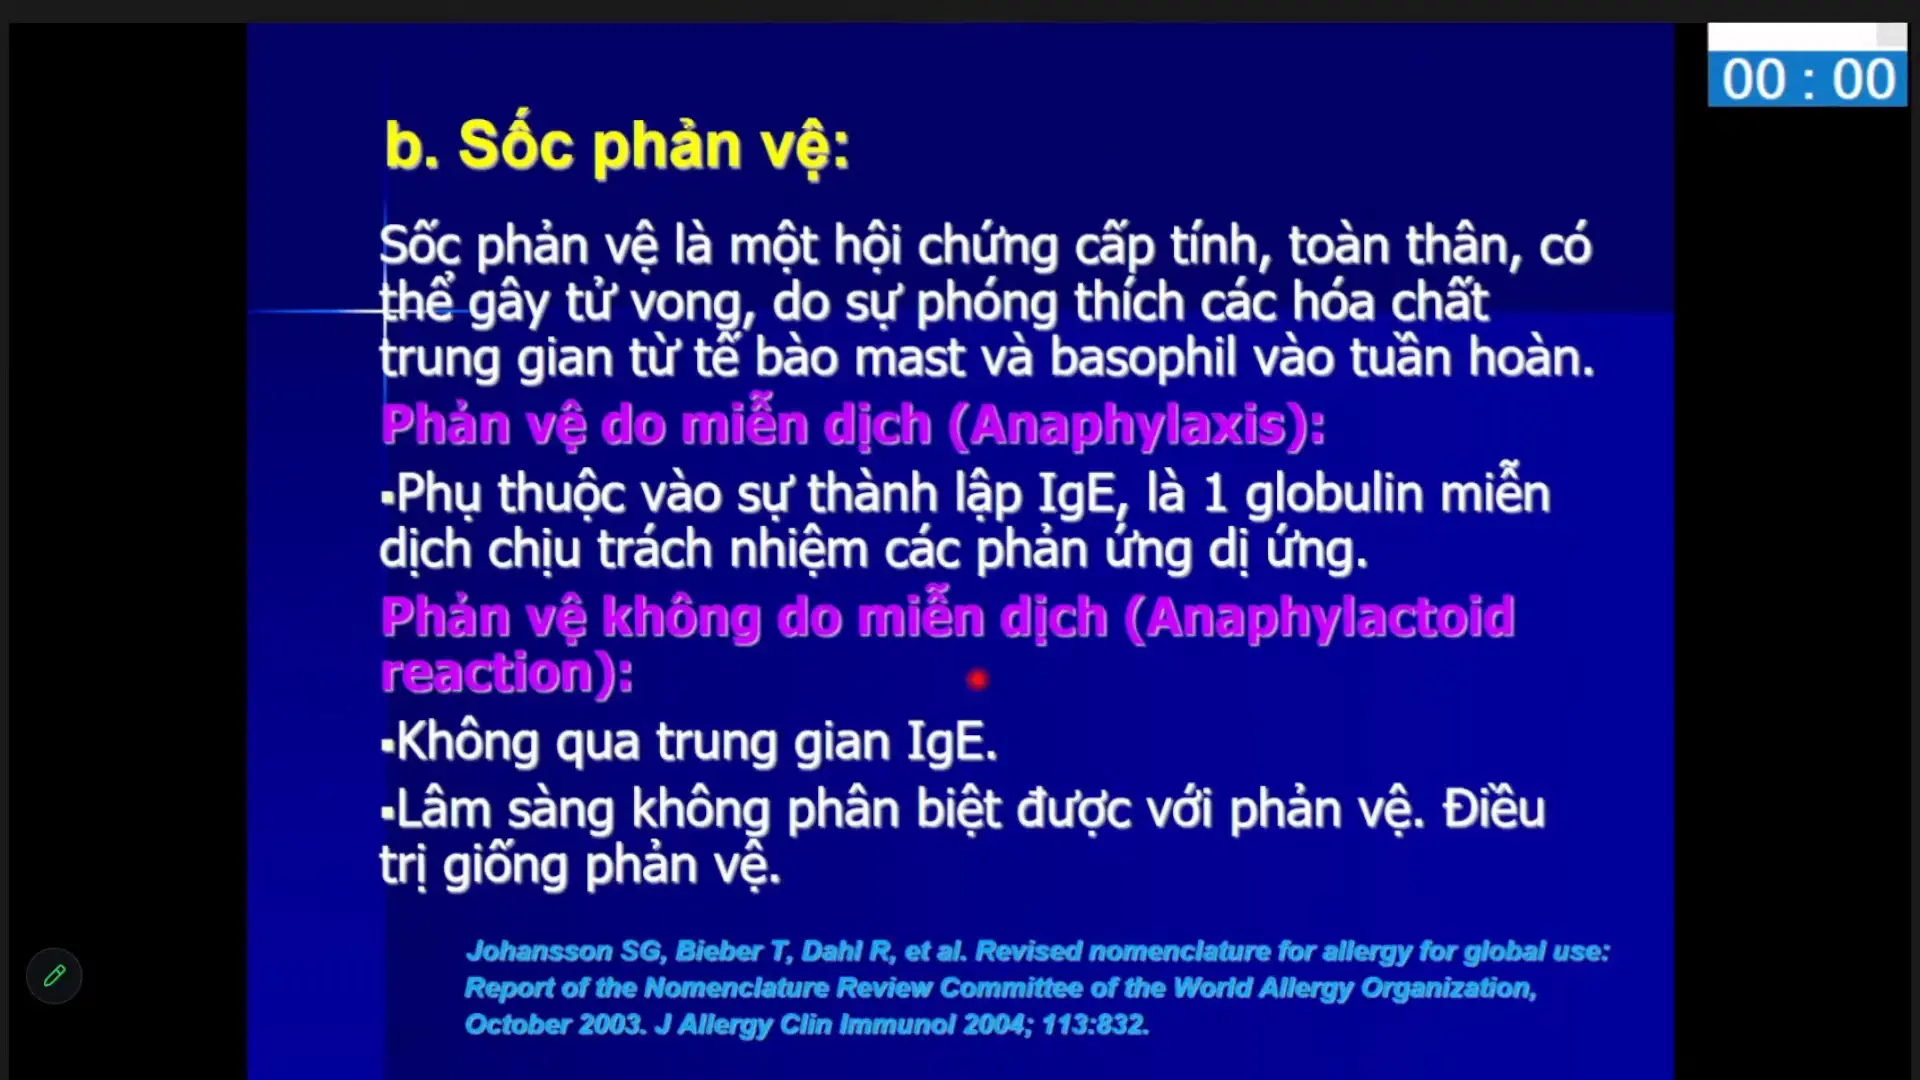 00 : 00
b. Sốc phản vệ:
Sốc phản vệ là một hội chứng cấp tính, toàn thân, có
thể gây tử vong, do sự phóng thích các hóa chất
trung gian từ tế bào mast và basophil vào tuần hoàn.
Phản vệ do miễn dịch (Anaphylaxis):
▪Phụ thuộc vào sự thành lập IgE, là 1 globulin miễn
dịch chịu trách nhiệm các phản ứng dị ứng.
Phản vệ không do miễn dịch (Anaphylactoid
reaction):
▪Không qua trung gian IgE.
▪Lâm sàng không phân biệt được với phản vệ. Điều
trị giống phản vệ.
Johansson SG, Bieber T, Dahl R, et al. Revised nomenclature for allergy for global use:
Report of the Nomenclature Review Committee of the World Allergy Organization,
October 2003. J Allergy Clin Immunol 2004; 113:832.